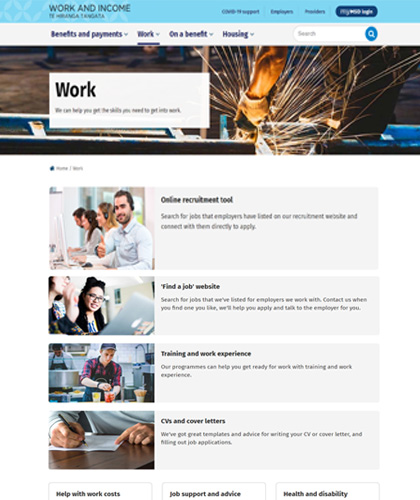 WORK AND INCOME
TE HIRANGA TANGATA
COVID-19 support Employers Providers MyMSD login
Benefits and payments Work On a benefit Housing Search
Work
We can help you get the skills you need to get into work.
Home / Work
Online recruitment tool
Search for jobs that employers have listed on our recruitment website and
connect with them directly to apply.
'Find a job' website
Search for jobs that we've listed for employers we work with. Contact us when
you find one you like, we'll help you apply and talk to the employer for you.
Training and work experience
Our programmes can help you get ready for work with training and work
experience.
CVs and cover letters
We've got great templates and advice for writing your CV or cover letter, and
filling out job applications.
Help with work costs Job support and advice Health and disability